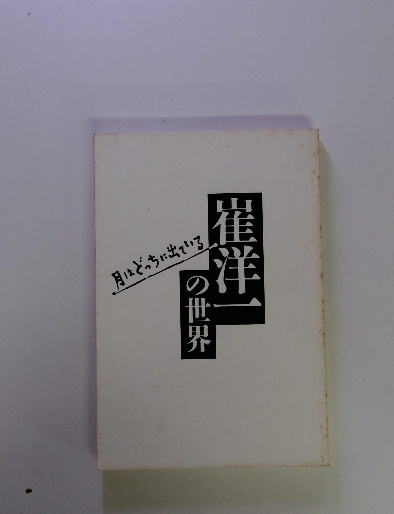 月はどっちに出ている
崔洋一
の世界